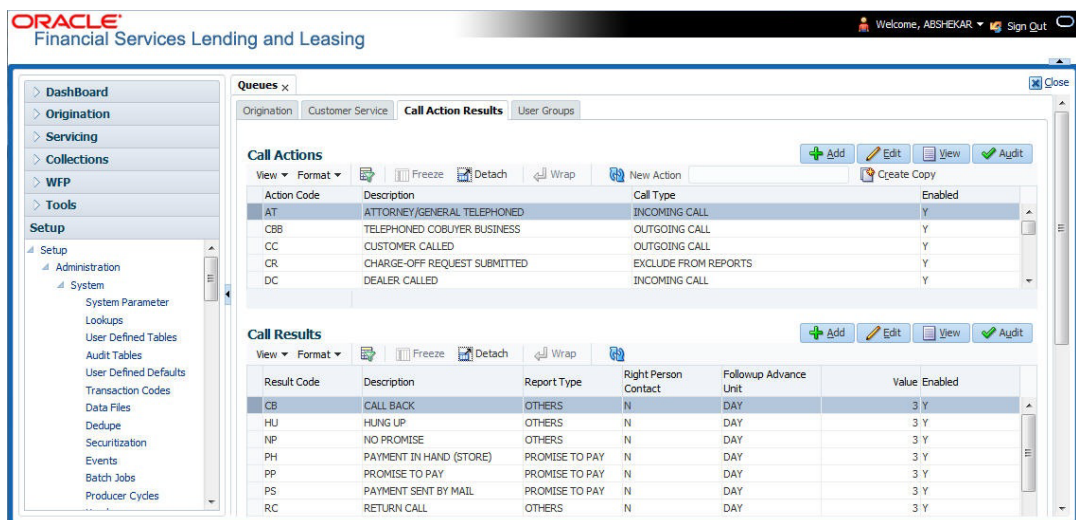 ORACLE
Financial Services Lending and Leasing
Welcome, ABSHEKAR
Sign Out
DashBoard
Origination
Servicing
Collections
WFP
Tools
Setup
Setup
Administration
System
System Parameter
Lookups
User Defined Tables
Audit Tables
User Defined Defaults
Transaction Codes
Data Files
Dedupe
Securitization
Events
Batch Jobs
Producer Cycles
Queues
Close
Origination Customer Service Call Action Results User Groups
Call Actions
Add Edit View Audit
View Format Freeze Detach Wrap New Action Create Copy
Action Code Description Call Type Enabled
AT ATTORNEY/GENERAL TELEPHONED INCOMING CALL Y
CBB TELEPHONED COBUYER BUSINESS OUTGOING CALL Y
CC CUSTOMER CALLED OUTGOING CALL Y
CR CHARGE-OFF REQUEST SUBMITTED EXCLUDE FROM REPORTS Y
DC DEALER CALLED INCOMING CALL Y
Call Results
Add Edit View Audit
View Format Freeze Detach Wrap
Result Code Description Report Type Right Person Contact Followup Advance Unit Value Enabled
CB CALL BACK OTHERS N DAY 3 Y
HU HUNG UP OTHERS N DAY 3 Y
NP NO PROMISE OTHERS N DAY 3 Y
PH PAYMENT IN HAND (STORE) PROMISE TO PAY N DAY 3 Y
PP PROMISE TO PAY PROMISE TO PAY N DAY 3 Y
PS PAYMENT SENT BY MAIL PROMISE TO PAY N DAY 3 Y
RC RETURN CALL OTHERS N DAY 3 Y